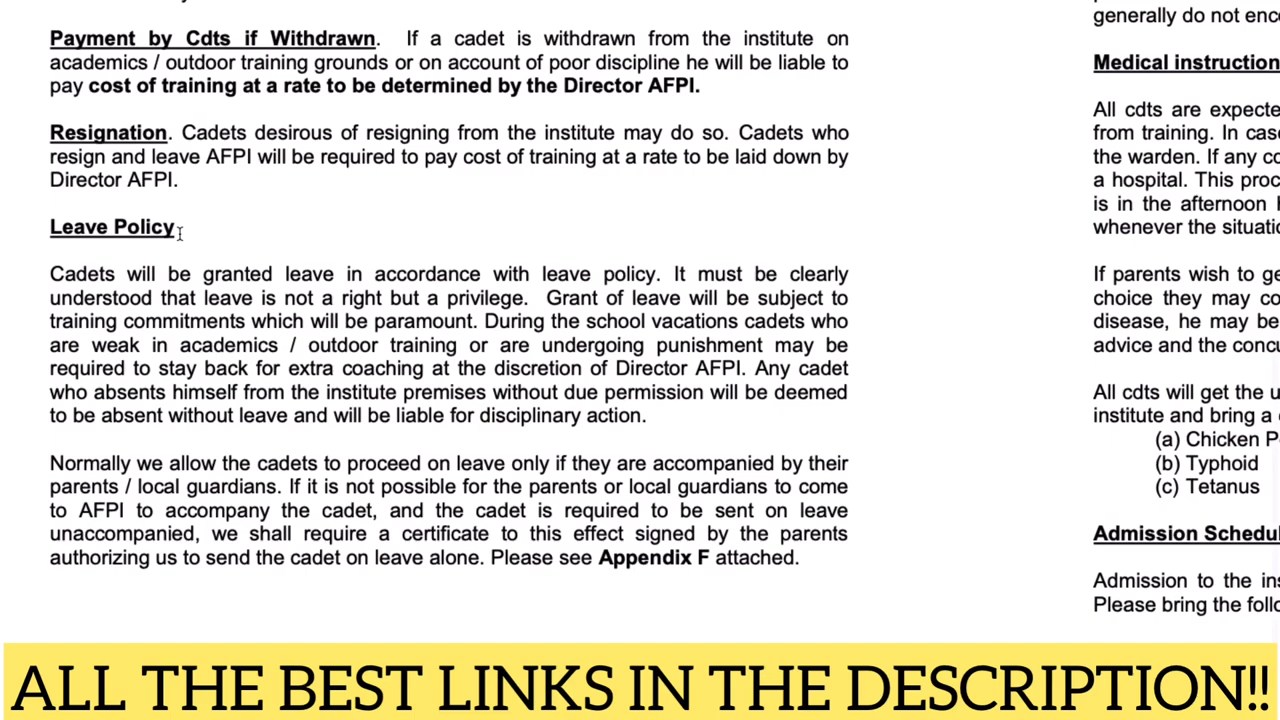 Payment by Cdts if Withdrawn. If a cadet is withdrawn from the institute on
academics / outdoor training grounds or on account of poor discipline he will be liable to
pay cost of training at a rate to be determined by the Director AFPI.
Resignation. Cadets desirous of resigning from the institute may do so. Cadets who
resign and leave AFPI will be required to pay cost of training at a rate to be laid down by
Director AFPI.
Leave Policy
Cadets will be granted leave in accordance with leave policy. It must be clearly
understood that leave is not a right but a privilege. Grant of leave will be subject to
training commitments which will be paramount. During the school vacations cadets who
are weak in academics / outdoor training or are undergoing punishment may be
required to stay back for extra coaching at the discretion of Director AFPI. Any cadet
who absents himself from the institute premises without due permission will be deemed
to be absent without leave and will be liable for disciplinary action.
Normally we allow the cadets to proceed on leave only if they are accompanied by their
parents / local guardians. If it is not possible for the parents or local guardians to come
to AFPI to accompany the cadet, and the cadet is required to be sent on leave
unaccompanied, we shall require a certificate to this effect signed by the parents
authorizing us to send the cadet on leave alone. Please see Appendix F attached.
generally do not
Medical instruction
All cdts are
from training. In
the warden. If any
a hospital. This
is in the afternoon
whenever the
If parents wish to
choice they may
disease, he may be
advice and the
All cdts will get the
institute and bring a
(a) Chicken
(b) Typhoid
(c) Tetanus
Admission
Admission to the
Please bring the
ALL THE BEST LINKS IN THE DESCRIPTION!!